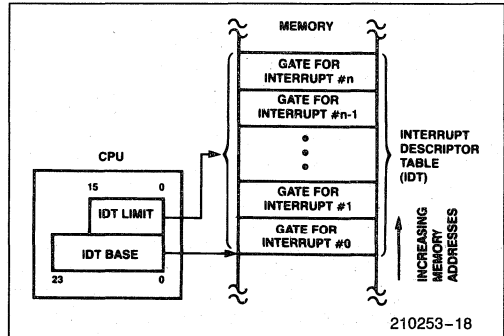 MEMORY
GATE FOR
INTERRUPT #n
GATE FOR
INTERRUPT #n-1
CPU
15 0
IDT LIMIT
IDT BASE
23 0
GATE FOR
INTERRUPT #1
GATE FOR
INTERRUPT #0
INTERRUPT
DESCRIPTOR
TABLE
(IDT)
INCREASING
MEMORY
ADDRESSES
210253-18